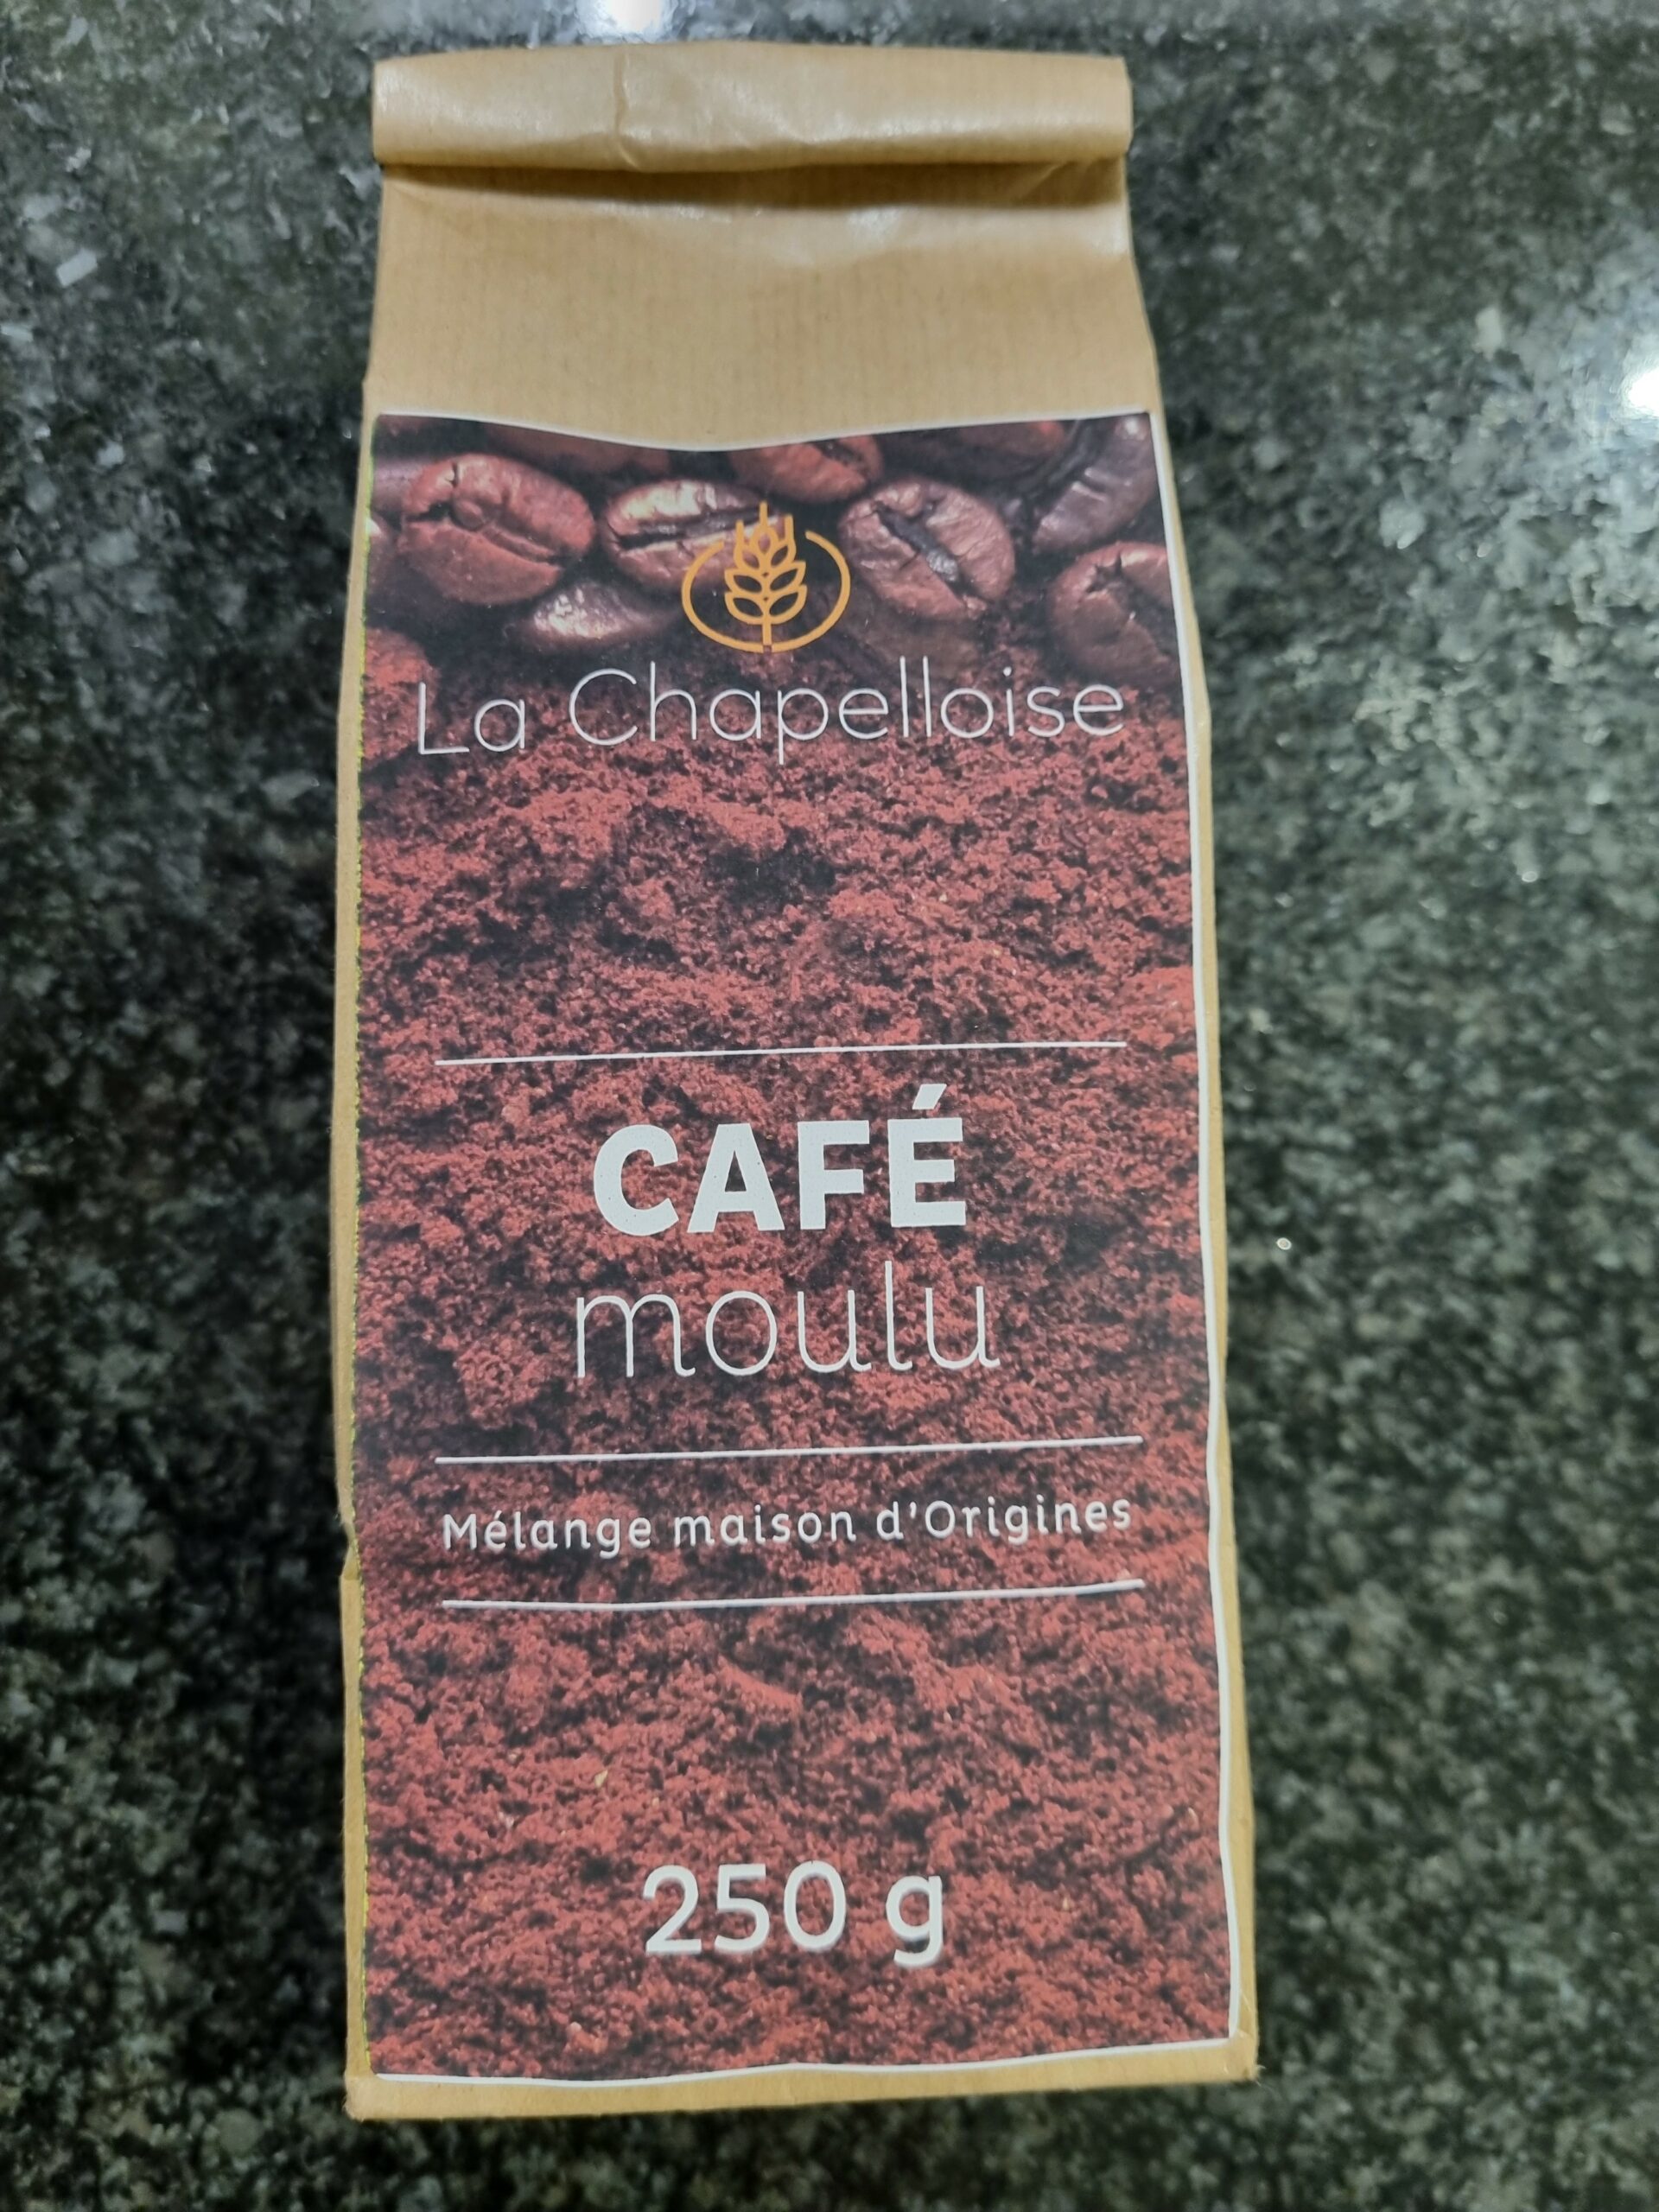 La Chapelloise
CAFÉ
moulu
Mélange maison d'Origines
250 g